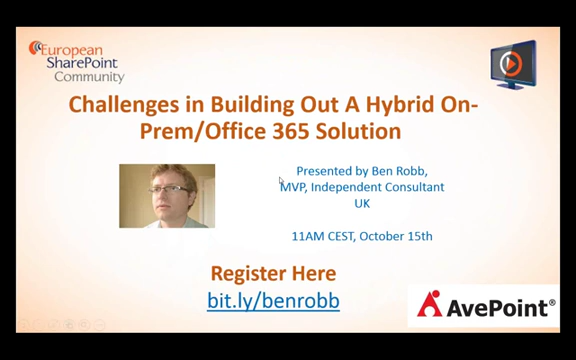 European
SharePoint
Community
Challenges in Building Out A Hybrid On-
Prem/Office 365 Solution
Presented by Ben Robb,
MVP, Independent Consultant
UK
11AM CEST, October 15th
Register Here
bit.ly/benrobb
AvePoint®